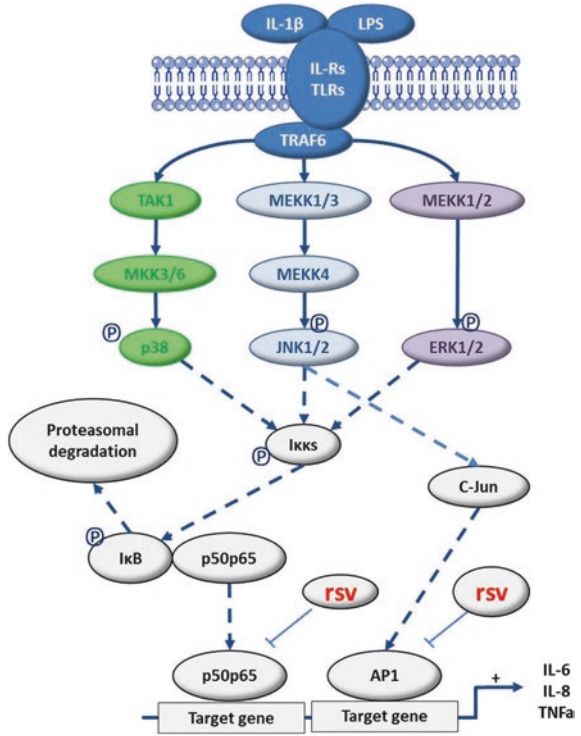 IL-1β
LPS
IL-Rs
TLRs
TRAF6
TAK1
MEKK1/3
MEKK1/2
MKK3/6
MEKK4
P
p38
P
JNK1/2
P
ERK1/2
Proteasomal
degradation
P
Iκκs
C-Jun
P
IκB
p50p65
rsv
rsv
p50p65
AP1
+
IL-6
IL-8
TNFa
Target gene
Target gene